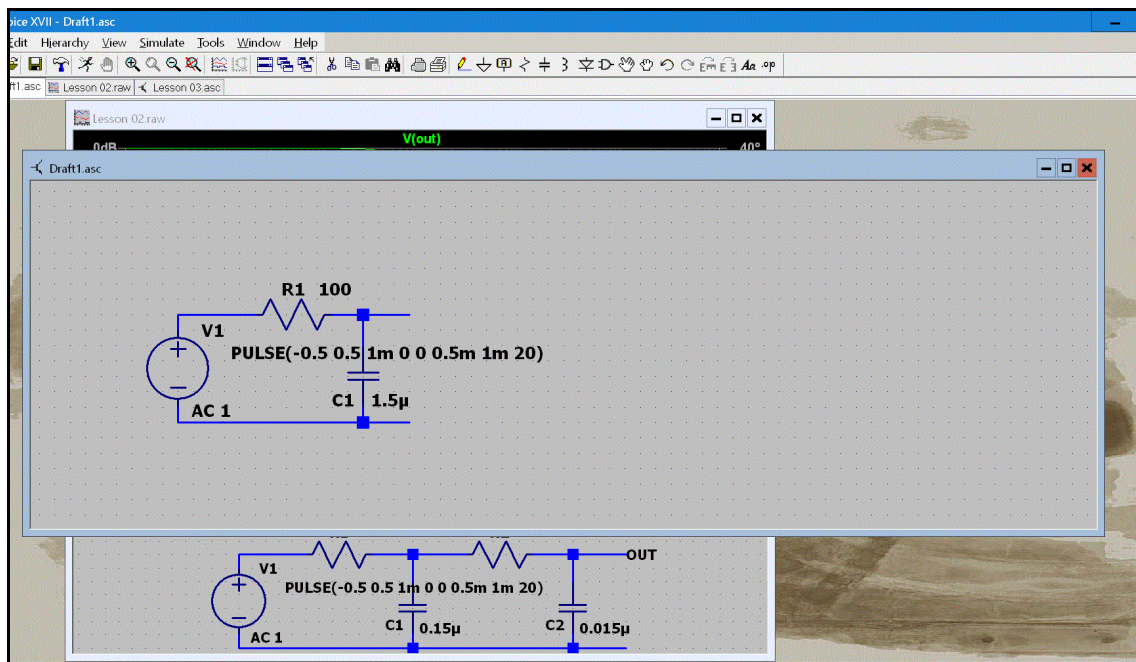 pice XVII - Draft1.asc
Edit Hierarchy View Simulate Tools Window Help
Aa .op
ft1.asc Lesson 02.raw Lesson 03.asc
Lesson 02.raw
0dB V(out) 40°
Draft1.asc
R1 100
V1
PULSE(-0.5 0.5 1m 0 0 0.5m 1m 20)
C1 1.5µ
AC 1
OUT
V1
PULSE(-0.5 0.5 1m 0 0 0.5m 1m 20)
C1 0.15µ C2 0.015µ
AC 1